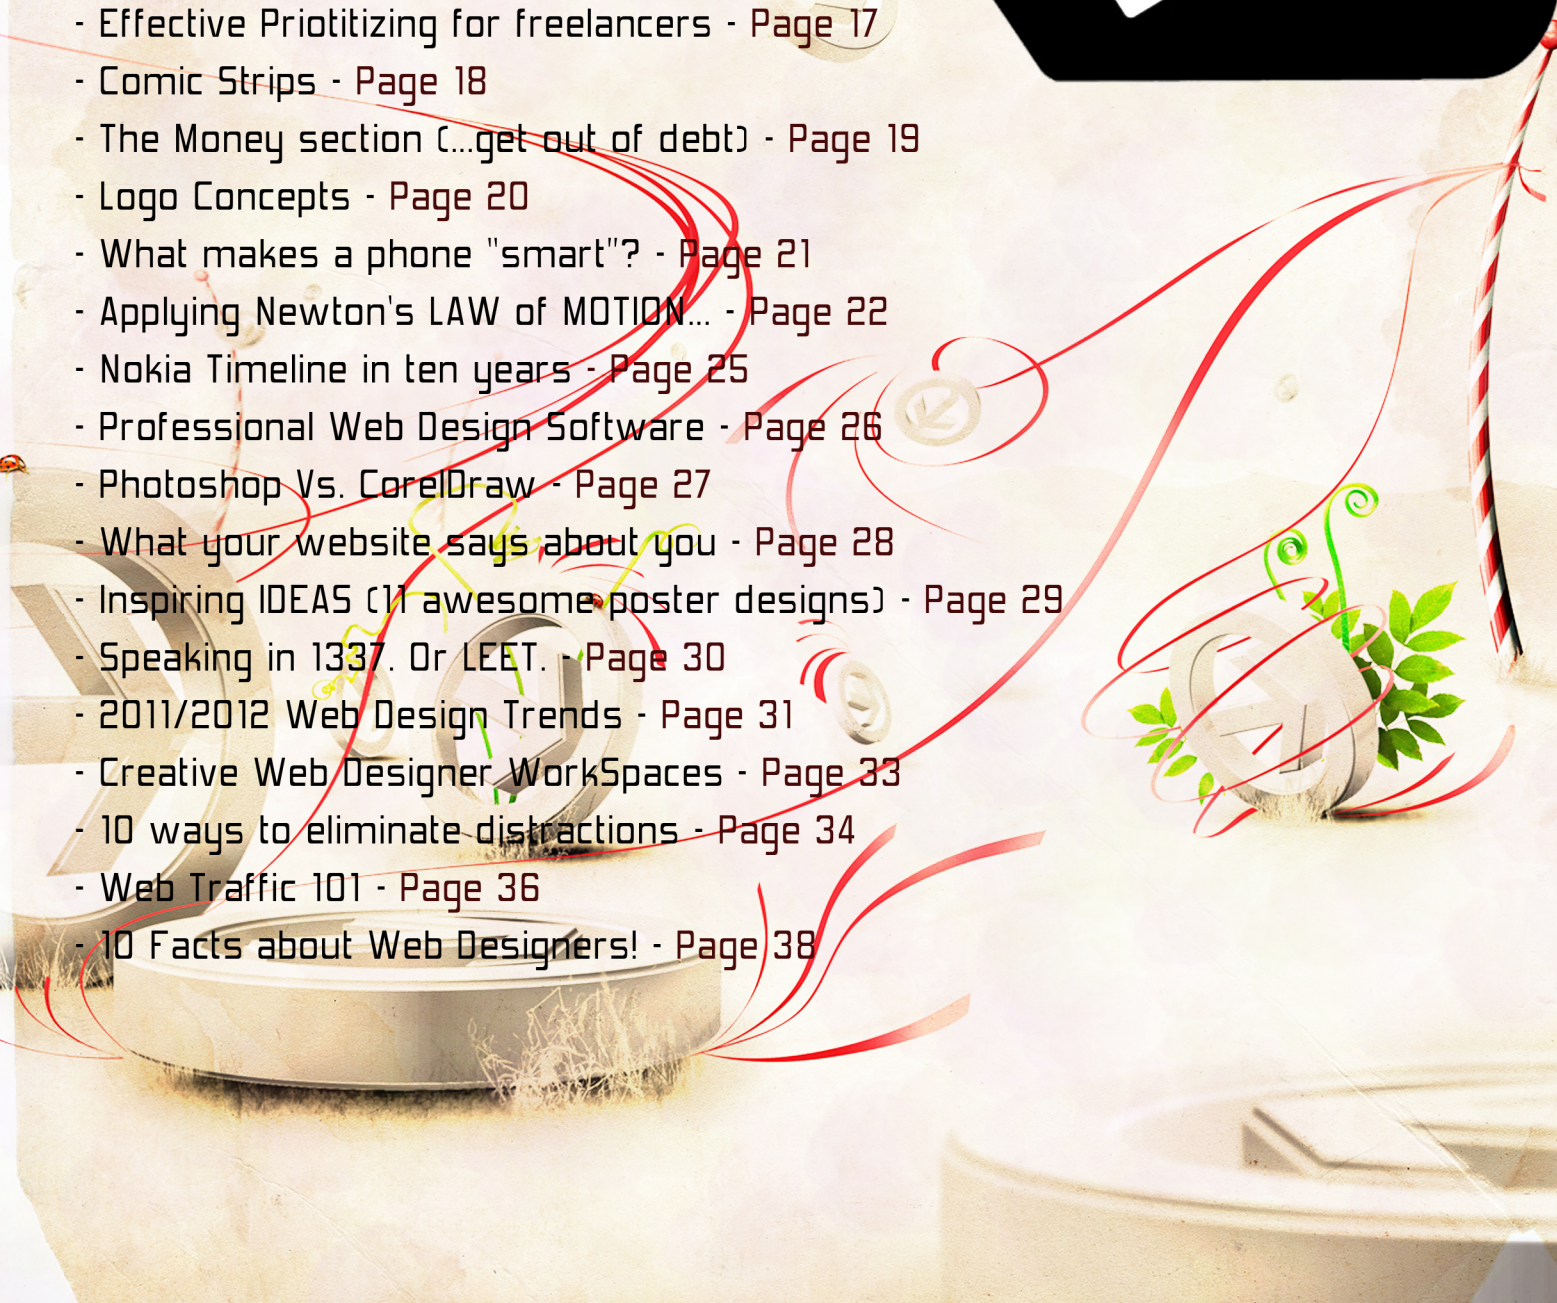 - Effective Priotitizing for freelancers - Page 17
- Comic Strips - Page 18
- The Money section (...get out of debt) - Page 19
- Logo Concepts - Page 20
- What makes a phone "smart"? - Page 21
- Applying Newton's LAW of MOTION... - Page 22
- Nokia Timeline in ten years - Page 25
- Professional Web Design Software - Page 26
- Photoshop Vs. CorelDraw - Page 27
- What your website says about you - Page 28
- Inspiring IDEAS (11 awesome poster designs) - Page 29
- Speaking in 1337. Or LEET. - Page 30
- 2011/2012 Web Design Trends - Page 31
- Creative Web Designer WorkSpaces - Page 33
- 10 ways to eliminate distractions - Page 34
- Web Traffic 101 - Page 36
- 10 Facts about Web Designers! - Page 38